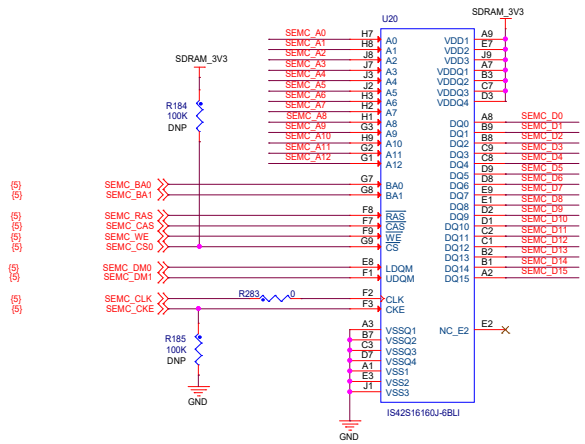 SDRAM_3V3
U20
SEMC_A0 H7 A0 VDD1 A9
SEMC_A1 H8 A1 VDD2 E7
SEMC_A2 J8 A2 VDD3 J9
SEMC_A3 J7 A3 VDDQ1 A7
SEMC_A4 J3 A4 VDDQ2 B3
SEMC_A5 J2 A5 VDDQ3 C7
SEMC_A6 H3 A6 VDDQ4 D3
SEMC_A7 H2 A7
SEMC_A8 H1 A8 DQ0 A8 SEMC_D0
SEMC_A9 G3 A9 DQ1 B9 SEMC_D1
SEMC_A10 H9 A10 DQ2 B8 SEMC_D2
SEMC_A11 G2 A11 DQ3 C9 SEMC_D3
SEMC_A12 G1 A12 DQ4 C8 SEMC_D4
DQ5 D9 SEMC_D5
{5} SEMC_BA0 G7 BA0 DQ6 D8 SEMC_D6
{5} SEMC_BA1 G8 BA1 DQ7 E9 SEMC_D7
DQ8 E1 SEMC_D8
{5} SEMC_RAS F8 RAS DQ9 D2 SEMC_D9
{5} SEMC_CAS F7 CAS DQ10 D1 SEMC_D10
{5} SEMC_WE F9 WE DQ11 C2 SEMC_D11
{5} SEMC_CS0 G9 CS DQ12 C1 SEMC_D12
DQ13 B2 SEMC_D13
{5} SEMC_DM0 E8 LDQM DQ14 B1 SEMC_D14
{5} SEMC_DM1 F1 UDQM DQ15 A2 SEMC_D15
SDRAM_3V3
R184
100K
DNP
{5} SEMC_CLK R283 0 F2 CLK
{5} SEMC_CKE F3 CKE
R185
100K
DNP
GND
A3 VSSQ1 NC_E2 E2
B7 VSSQ2
C3 VSSQ3
D7 VSSQ4
A1 VSS1
E3 VSS2
J1 VSS3
GND
IS42S16160J-6BLI